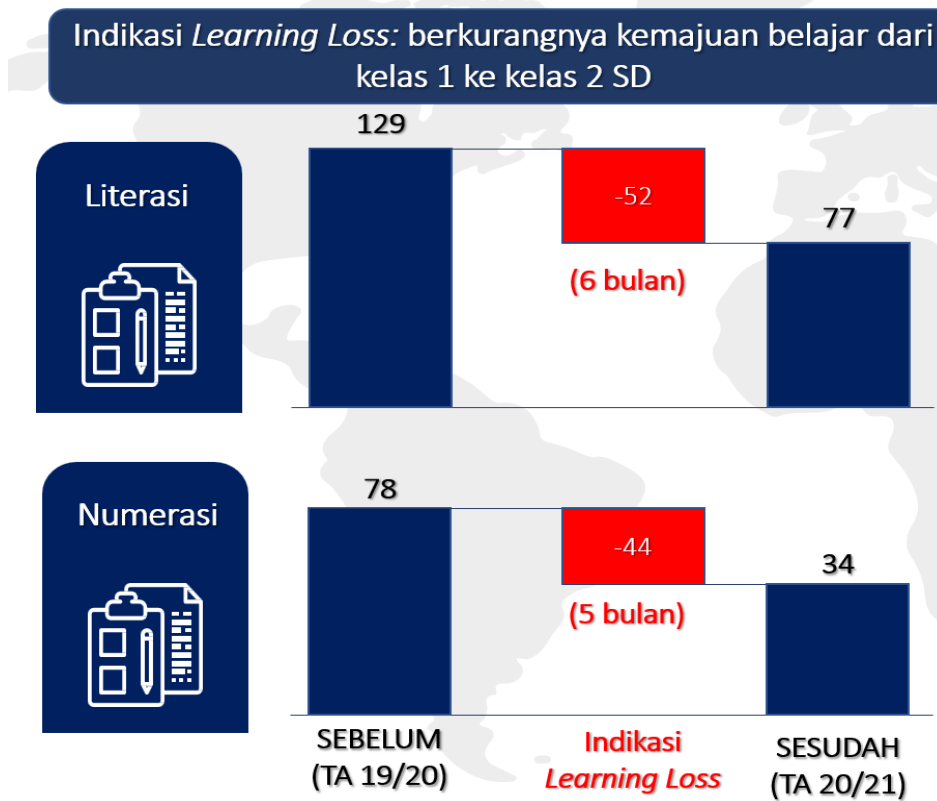 Indikasi Learning Loss: berkurangnya kemajuan belajar dari
kelas 1 ke kelas 2 SD
Literasi
129
-52
(6 bulan)
77
Numerasi
78
-44
(5 bulan)
34
SEBELUM
(TA 19/20)
Indikasi
Learning Loss
SESUDAH
(TA 20/21)